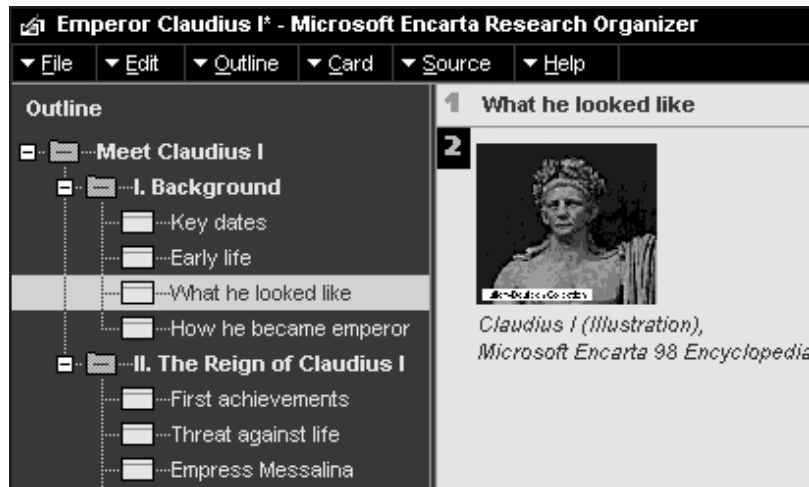 Emperor Claudius I* - Microsoft Encarta Research Organizer
File Edit Outline Card Source Help
Outline
Meet Claudius I
I. Background
Key dates
Early life
What he looked like
How he became emperor
II. The Reign of Claudius I
First achievements
Threat against life
Empress Messalina
1 What he looked like
2
Claudius I (Illustration),
Microsoft Encarta 98 Encyclopedia